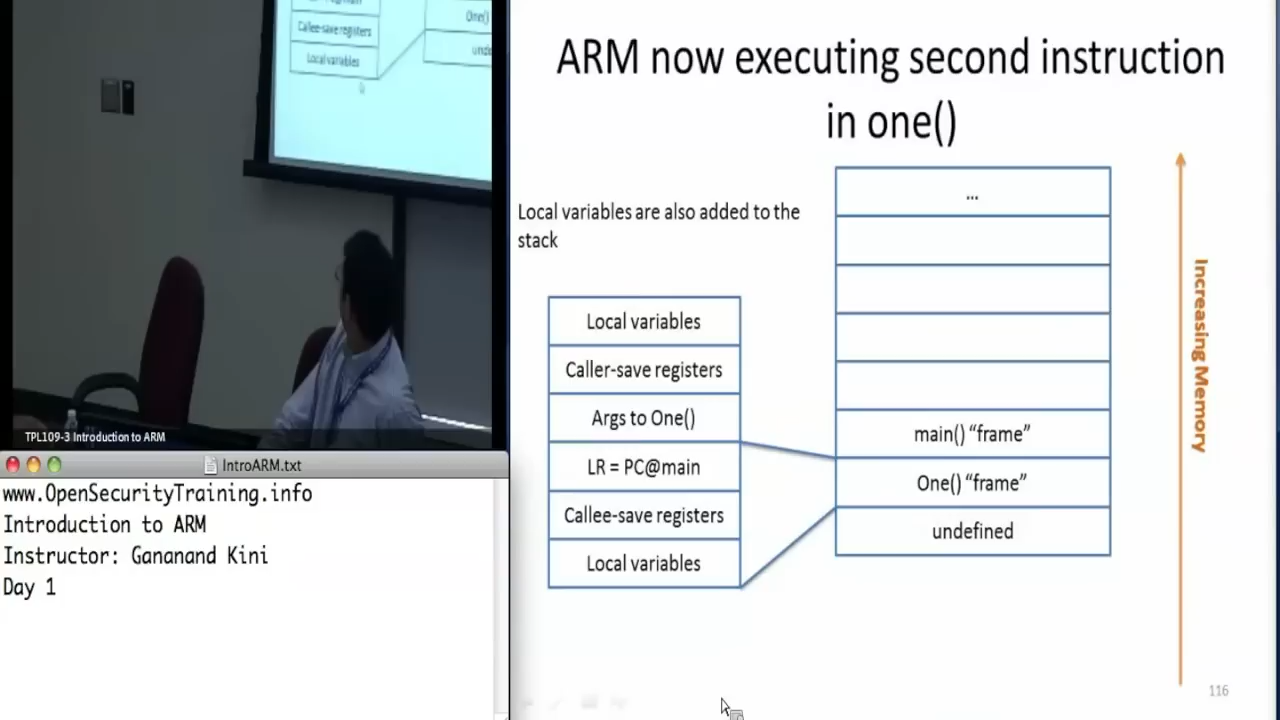 Callee-save registers
Local variables
One()
TPL109-3 Introduction to ARM
IntroARM.txt
www.OpenSecurityTraining.info
Introduction to ARM
Instructor: Gananand Kini
Day 1
ARM now executing second instruction
in one()
Local variables are also added to the
stack
Local variables
Caller-save registers
Args to One()
LR = PC@main
Callee-save registers
Local variables
...
main() “frame”
One() “frame”
undefined
Increasing Memory
116